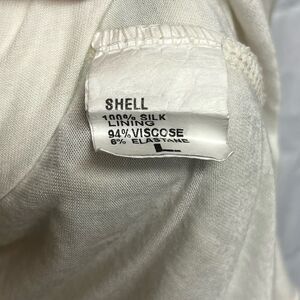 SHELL
100% SILK
LINING
94% VISCOSE
6% ELASTANE
L